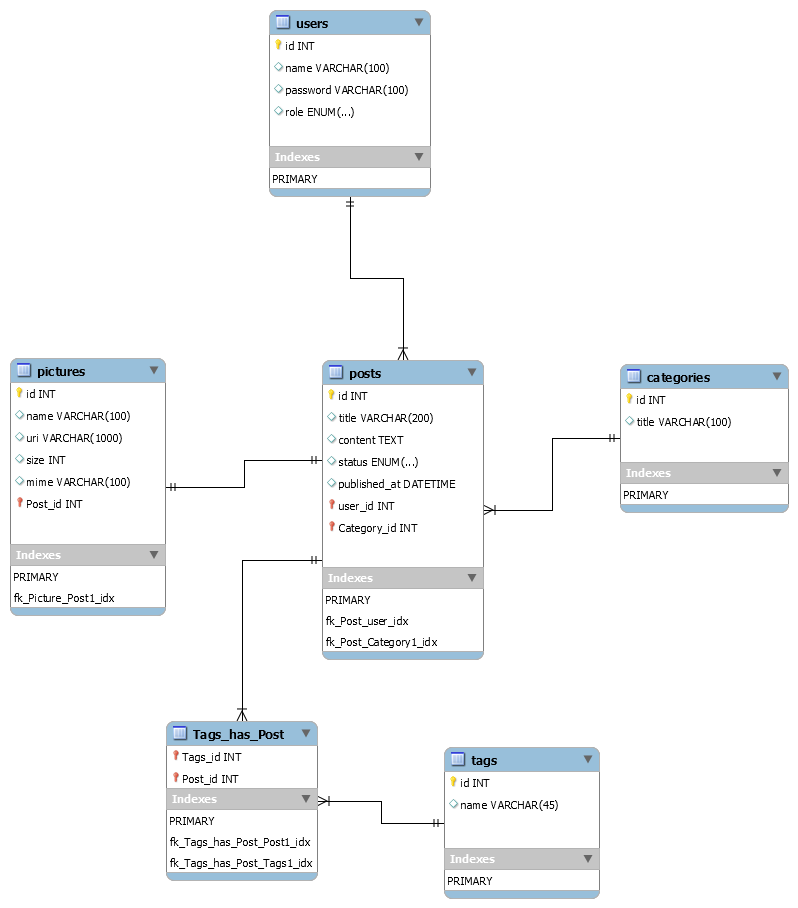 users
id INT
name VARCHAR(100)
password VARCHAR(100)
role ENUM(...)
Indexes
PRIMARY
pictures
id INT
name VARCHAR(100)
uri VARCHAR(1000)
size INT
mime VARCHAR(100)
Post_id INT
Indexes
PRIMARY
fk_Picture_Post1_idx
posts
id INT
title VARCHAR(200)
content TEXT
status ENUM(...)
published_at DATETIME
user_id INT
Category_id INT
Indexes
PRIMARY
fk_Post_user_idx
fk_Post_Category1_idx
categories
id INT
title VARCHAR(100)
Indexes
PRIMARY
Tags_has_Post
Tags_id INT
Post_id INT
Indexes
PRIMARY
fk_Tags_has_Post_Post1_idx
fk_Tags_has_Post_Tags1_idx
tags
id INT
name VARCHAR(45)
Indexes
PRIMARY